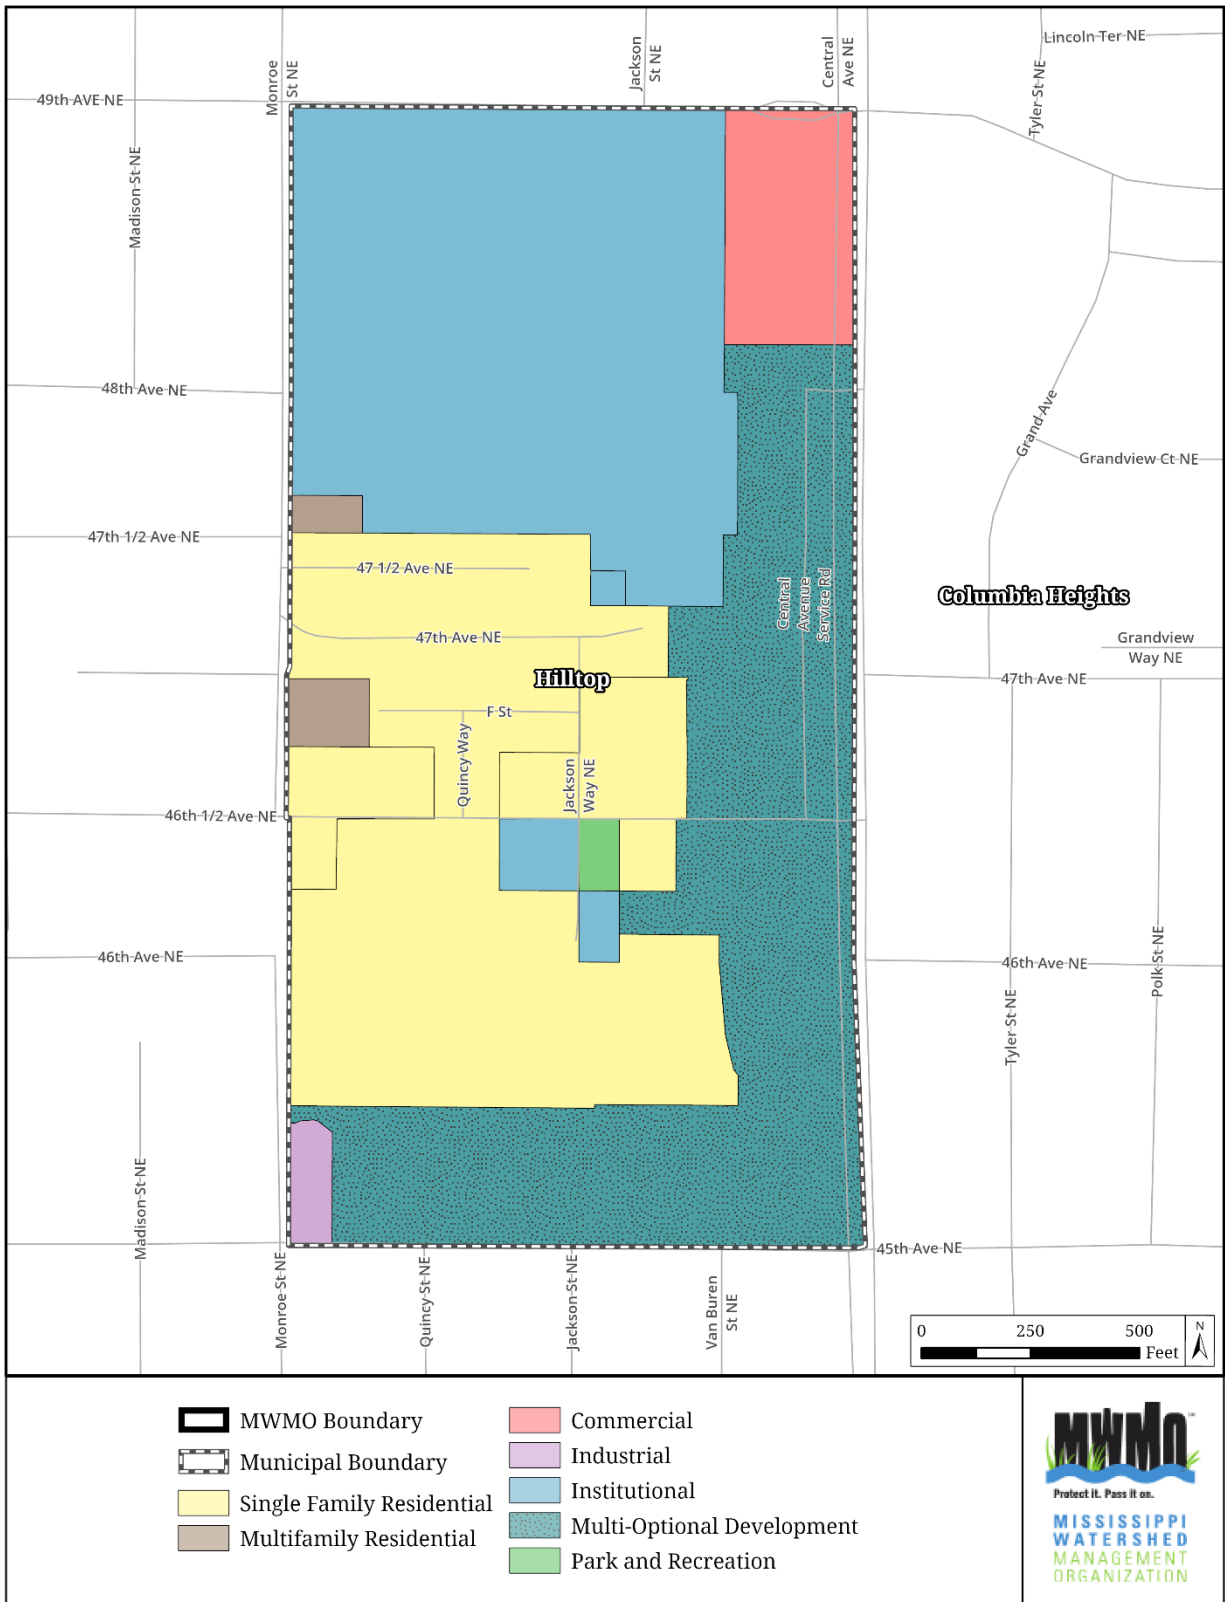 Monroe
St NE
Jackson
St NE
Central
Ave NE
Lincoln Ter NE
Tyler St NE
49th AVE NE
Madison St NE
48th Ave NE
Grand Ave
Grandview Ct NE
47th 1/2 Ave NE
47 1/2 Ave NE
Central
Avenue
Service Rd
Columbia Heights
47th Ave NE
Grandview
Way NE
Hilltop
47th Ave NE
F St
Quincy Way
Jackson
Way NE
46th 1/2 Ave NE
46th Ave NE
46th Ave NE
Polk St NE
Tyler St NE
Madison St NE
45th Ave NE
Monroe St NE
Quincy St NE
Jackson St NE
Van Buren
St NE
0 250 500
Feet
N
MWMO Boundary
Municipal Boundary
Single Family Residential
Multifamily Residential
Commercial
Industrial
Institutional
Multi-Optional Development
Park and Recreation
MWMO
Protect it. Pass it on.
MISSISSIPPI
WATERSHED
MANAGEMENT
ORGANIZATION